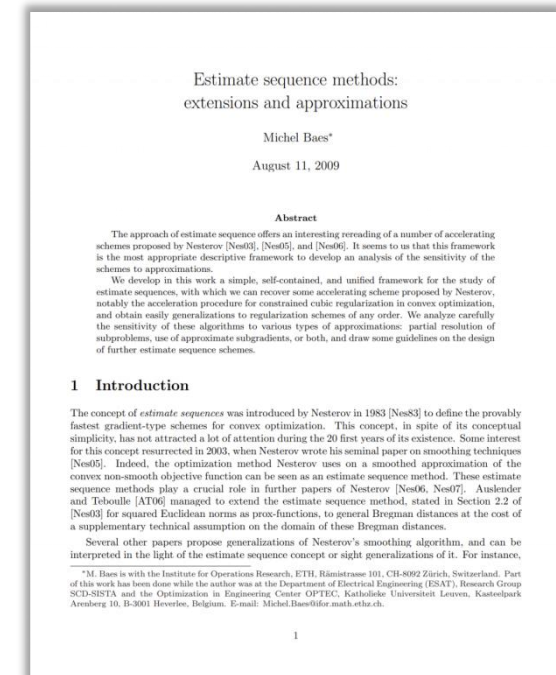 Estimate sequence methods:
extensions and approximations
Michel Baes*
August 11, 2009
Abstract
The approach of estimate sequence offers an interesting rereading of a number of accelerating
schemes proposed by Nesterov [Nes03], [Nes05], and [Nes06]. It seems to us that this framework
is the most appropriate descriptive framework to develop an analysis of the sensitivity of the
schemes to approximations.
We develop in this work a simple, self-contained, and unified framework for the study of
estimate sequences, with which we can recover some accelerating scheme proposed by Nesterov,
notably the acceleration procedure for constrained cubic regularization in convex optimization,
and obtain easily generalizations to regularization schemes of any order. We analyze carefully
the sensitivity of these algorithms to various types of approximations: partial resolution of
subproblems, use of approximate subgradients, or both, and draw some guidelines on the design
of further estimate sequence schemes.
1 Introduction
The concept of estimate sequences was introduced by Nesterov in 1983 [Nes83] to define the provably
fastest gradient-type schemes for convex optimization. This concept, in spite of its conceptual
simplicity, has not attracted a lot of attention during the 20 first years of its existence. Some interest
for this concept resurrected in 2003, when Nesterov wrote his seminal paper on smoothing techniques
[Nes05]. Indeed, the optimization method Nesterov uses on a smoothed approximation of the
convex non-smooth objective function can be seen as an estimate sequence method. These estimate
sequence methods play a crucial role in further papers of Nesterov [Nes06, Nes07]. Auslender
and Teboulle [AT06] managed to extend the estimate sequence method, stated in Section 2.2 of
[Nes03] for squared Euclidean norms as prox-functions, to general Bregman distances at the cost of
a supplementary technical assumption on the domain of these Bregman distances.
Several other papers propose generalizations of Nesterov's smoothing algorithm, and can be
interpreted in the light of the estimate sequence concept or sight generalizations of it. For instance,
*M. Baes is with the Institute for Operations Research, ETH, Rämistrasse 101, CH-8092 Zürich, Switzerland. Part
of this work has been done while the author was at the Department of Electrical Engineering (ESAT), Research Group
SCD-SISTA and the Optimization in Engineering Center OPTEC, Katholieke Universiteit Leuven, Kasteelpark
Arenberg 10, B-3001 Heverlee, Belgium. E-mail: Michel.Baes@ifor.math.ethz.ch.
1